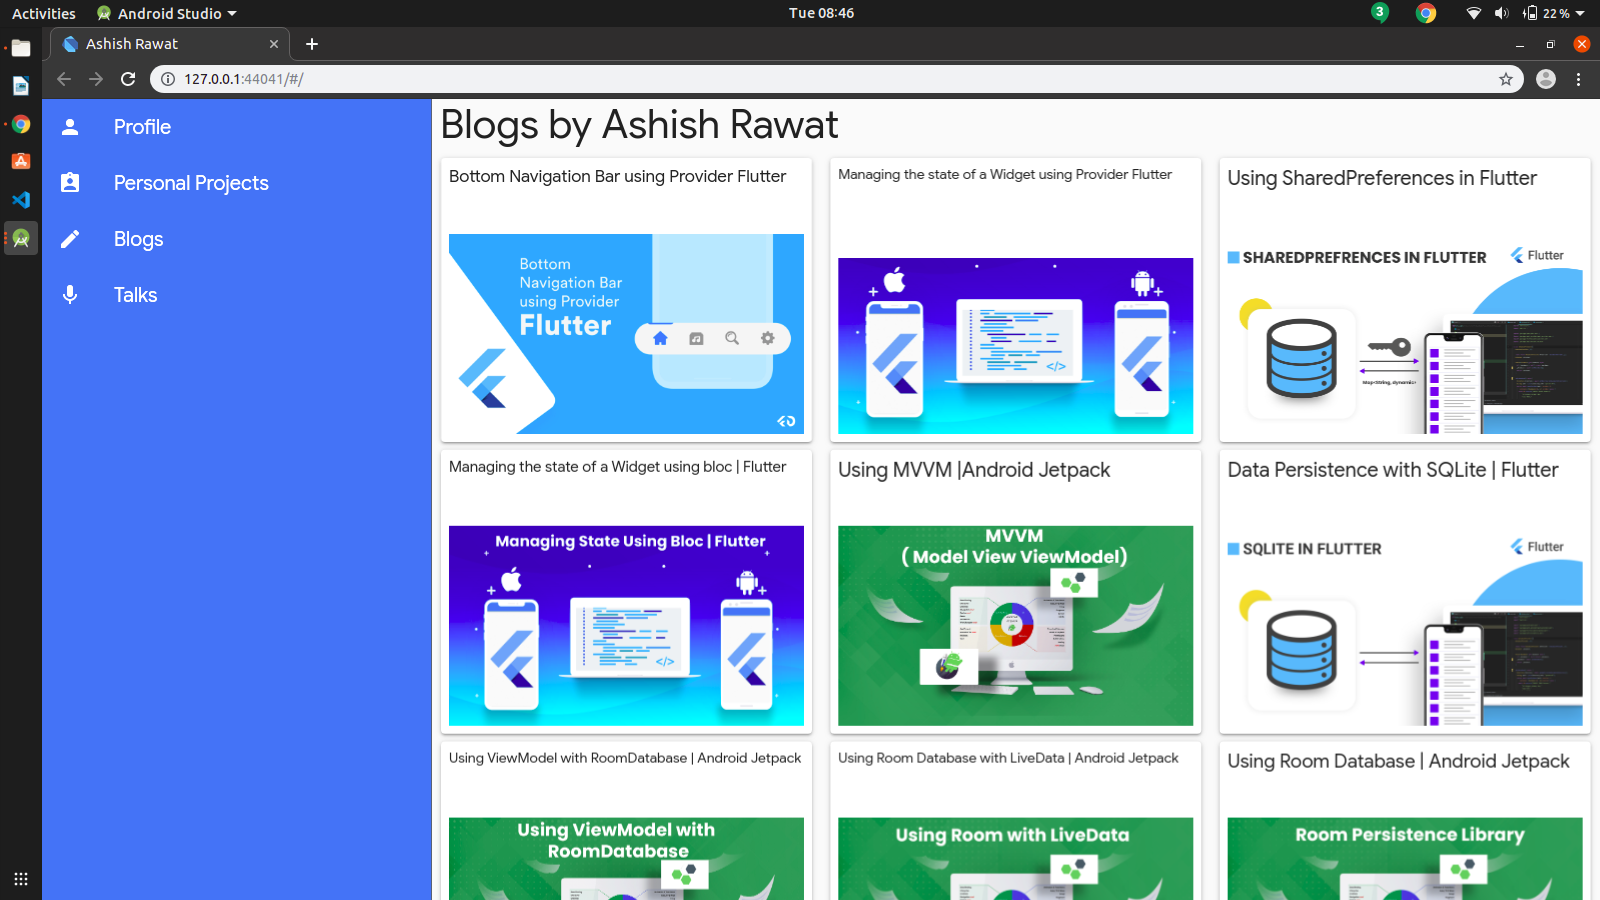 Activities
Android Studio
Tue 08:46
3
22 %
Ashish Rawat
127.0.0.1:44041/#/
Profile
Personal Projects
Blogs
Talks
Blogs by Ashish Rawat
Bottom Navigation Bar using Provider Flutter
Bottom
Navigation Bar
using Provider
Flutter
Managing the state of a Widget using Provider Flutter
</>
Using SharedPreferences in Flutter
SHAREDPREFRENCES IN FLUTTER
Flutter
Map<String, dynamic>
Managing the state of a Widget using bloc | Flutter
Managing State Using Bloc | Flutter
</>
Using MVVM |Android Jetpack
MVVM
( Model View ViewModel)
Data Persistence with SQLite | Flutter
SQLITE IN FLUTTER
Flutter
Using ViewModel with RoomDatabase | Android Jetpack
Using ViewModel with
RoomDatabase
Using Room Database with LiveData | Android Jetpack
Using Room with LiveData
Using Room Database | Android Jetpack
Room Persistence Library